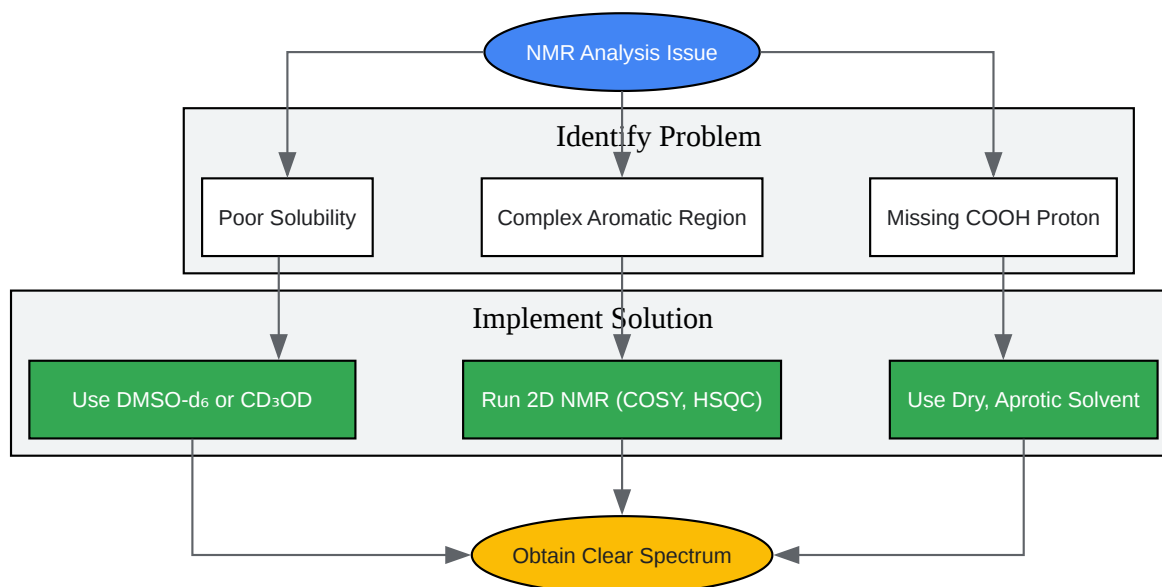 NMR Analysis Issue
Identify Problem
Poor Solubility
Complex Aromatic Region
Missing COOH Proton
Implement Solution
Use DMSO-d₆ or CD₃OD
Run 2D NMR (COSY, HSQC)
Use Dry, Aprotic Solvent
Obtain Clear Spectrum